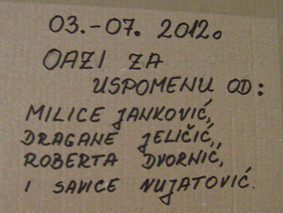 03.-07. 2012.
OAZI ZA
USPOMENU OD:
MILICE JANKOVIĆ,
DRAGANE JELIČIĆ,
ROBERTA DVORNIĆ,
I SAVICE NUJATOVIĆ.